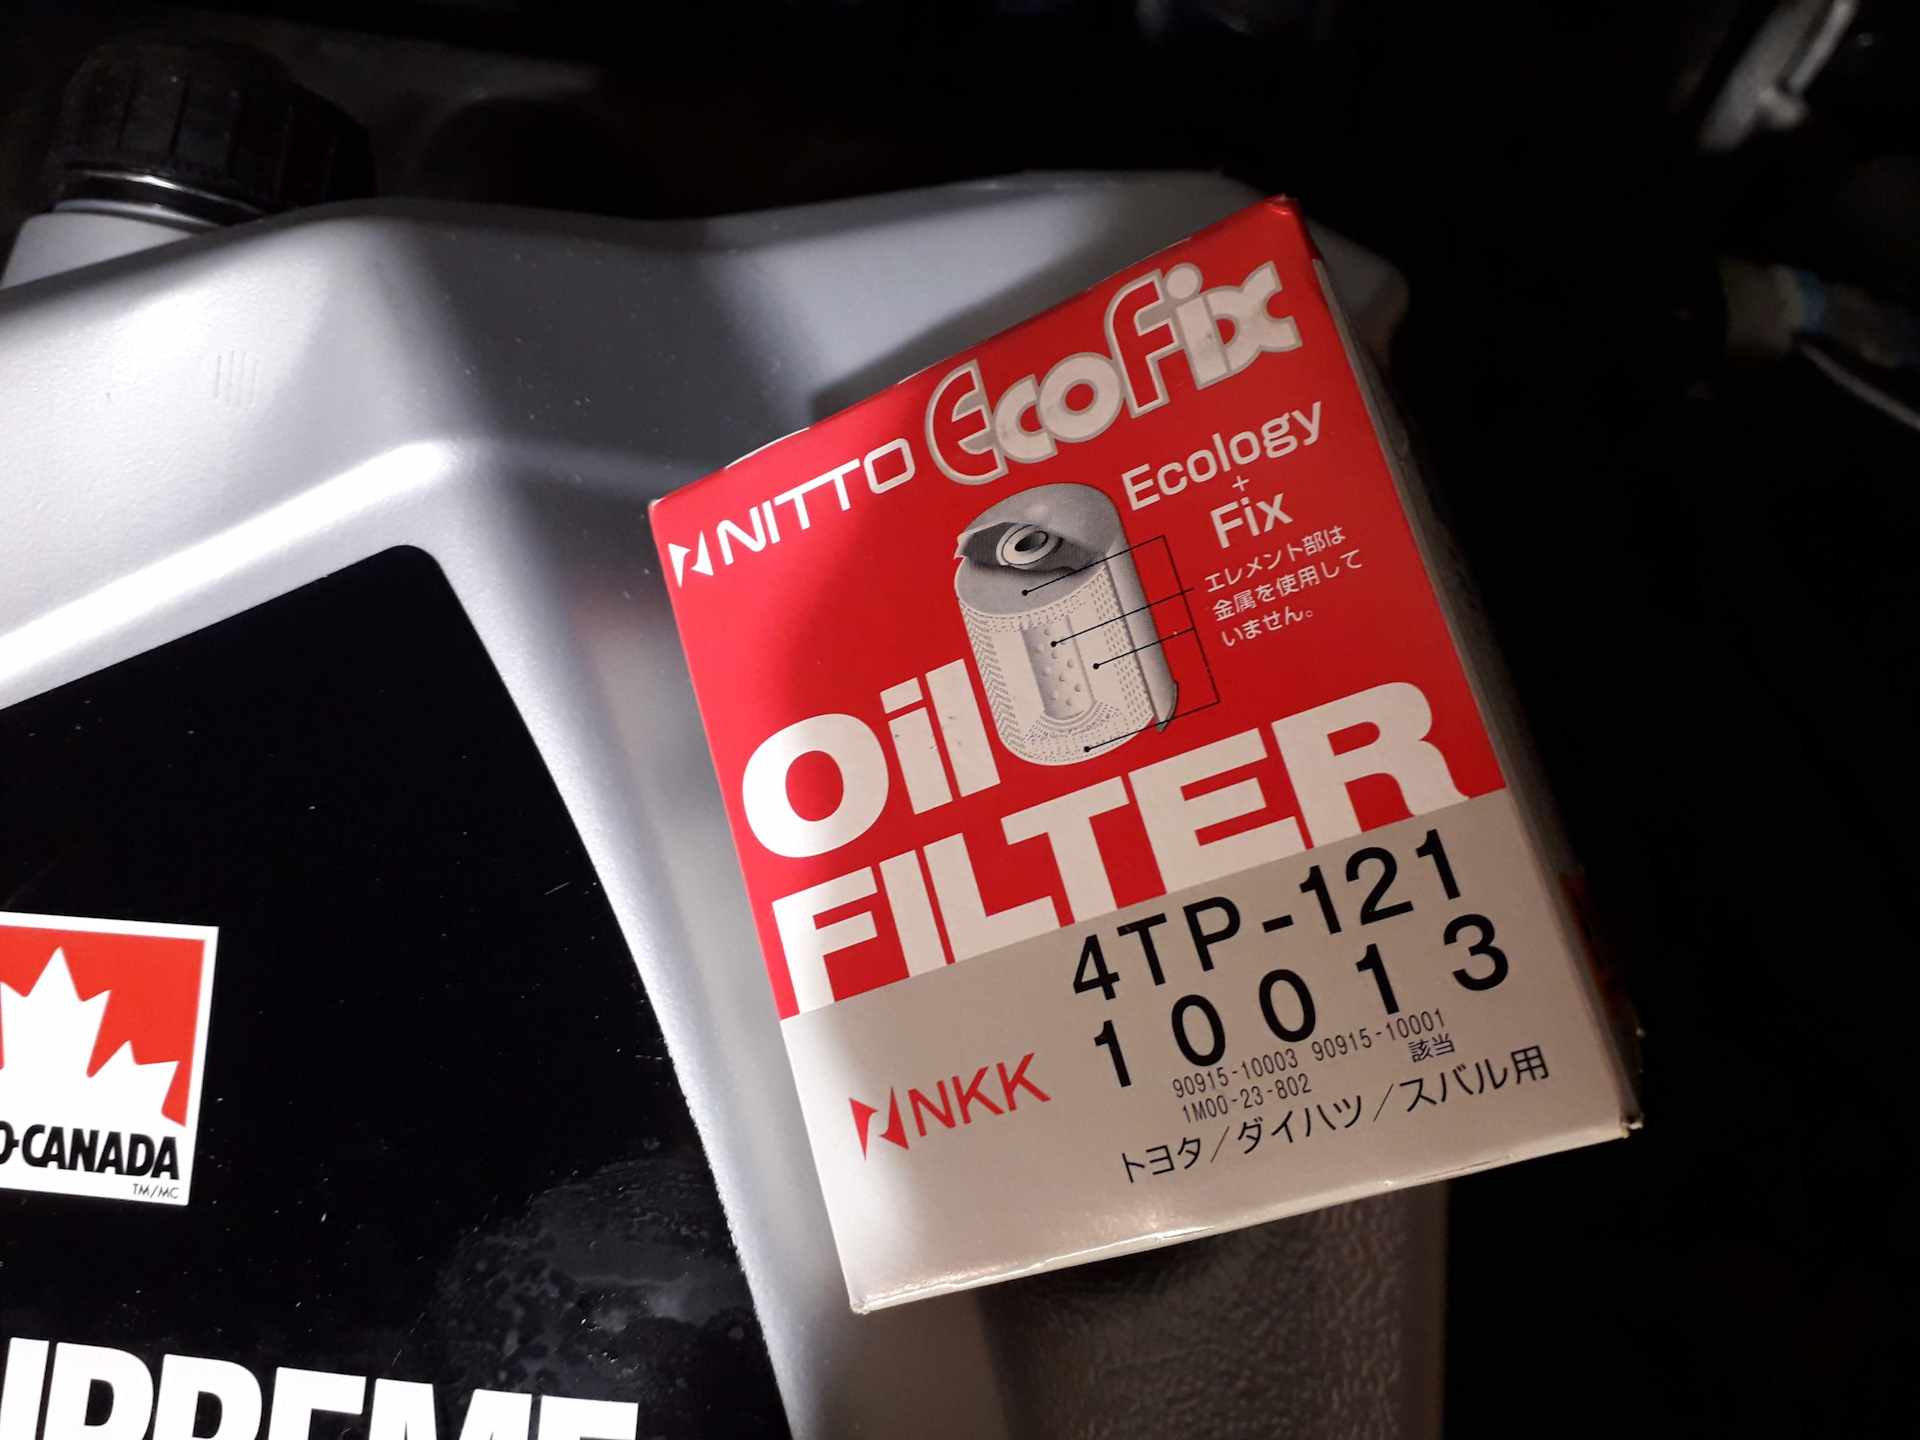 NITTO EcoFix
Ecology
+
Fix
エレメント部は
金属を使用して
いません。
Oil
FILTER
4TP-121
10013
90915-10003 90915-10001
1M00-23-802 該当
NKK
トヨタ/ダイハツ/スバル用
O-CANADA
TM/MC
UPREME